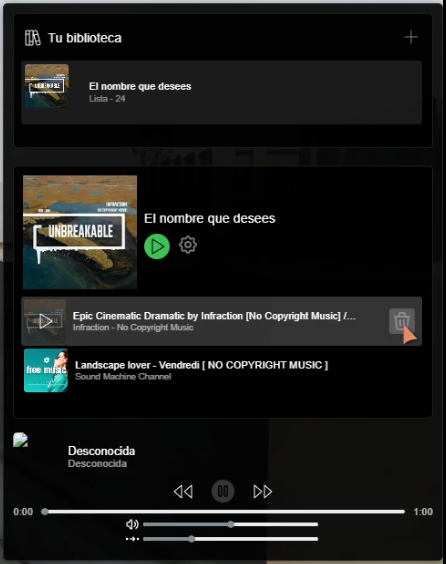 Tu biblioteca
El nombre que desees
Lista - 24
INFRACTION
NO COPYRIGHT MUSIC
UNBREAKABLE
El nombre que desees
Epic Cinematic Dramatic by Infraction [No Copyright Music] /...
Infraction - No Copyright Music
free music
Landscape lover - Vendredi [ NO COPYRIGHT MUSIC ]
Sound Machine Channel
Desconocida
Desconocida
0:00
1:00